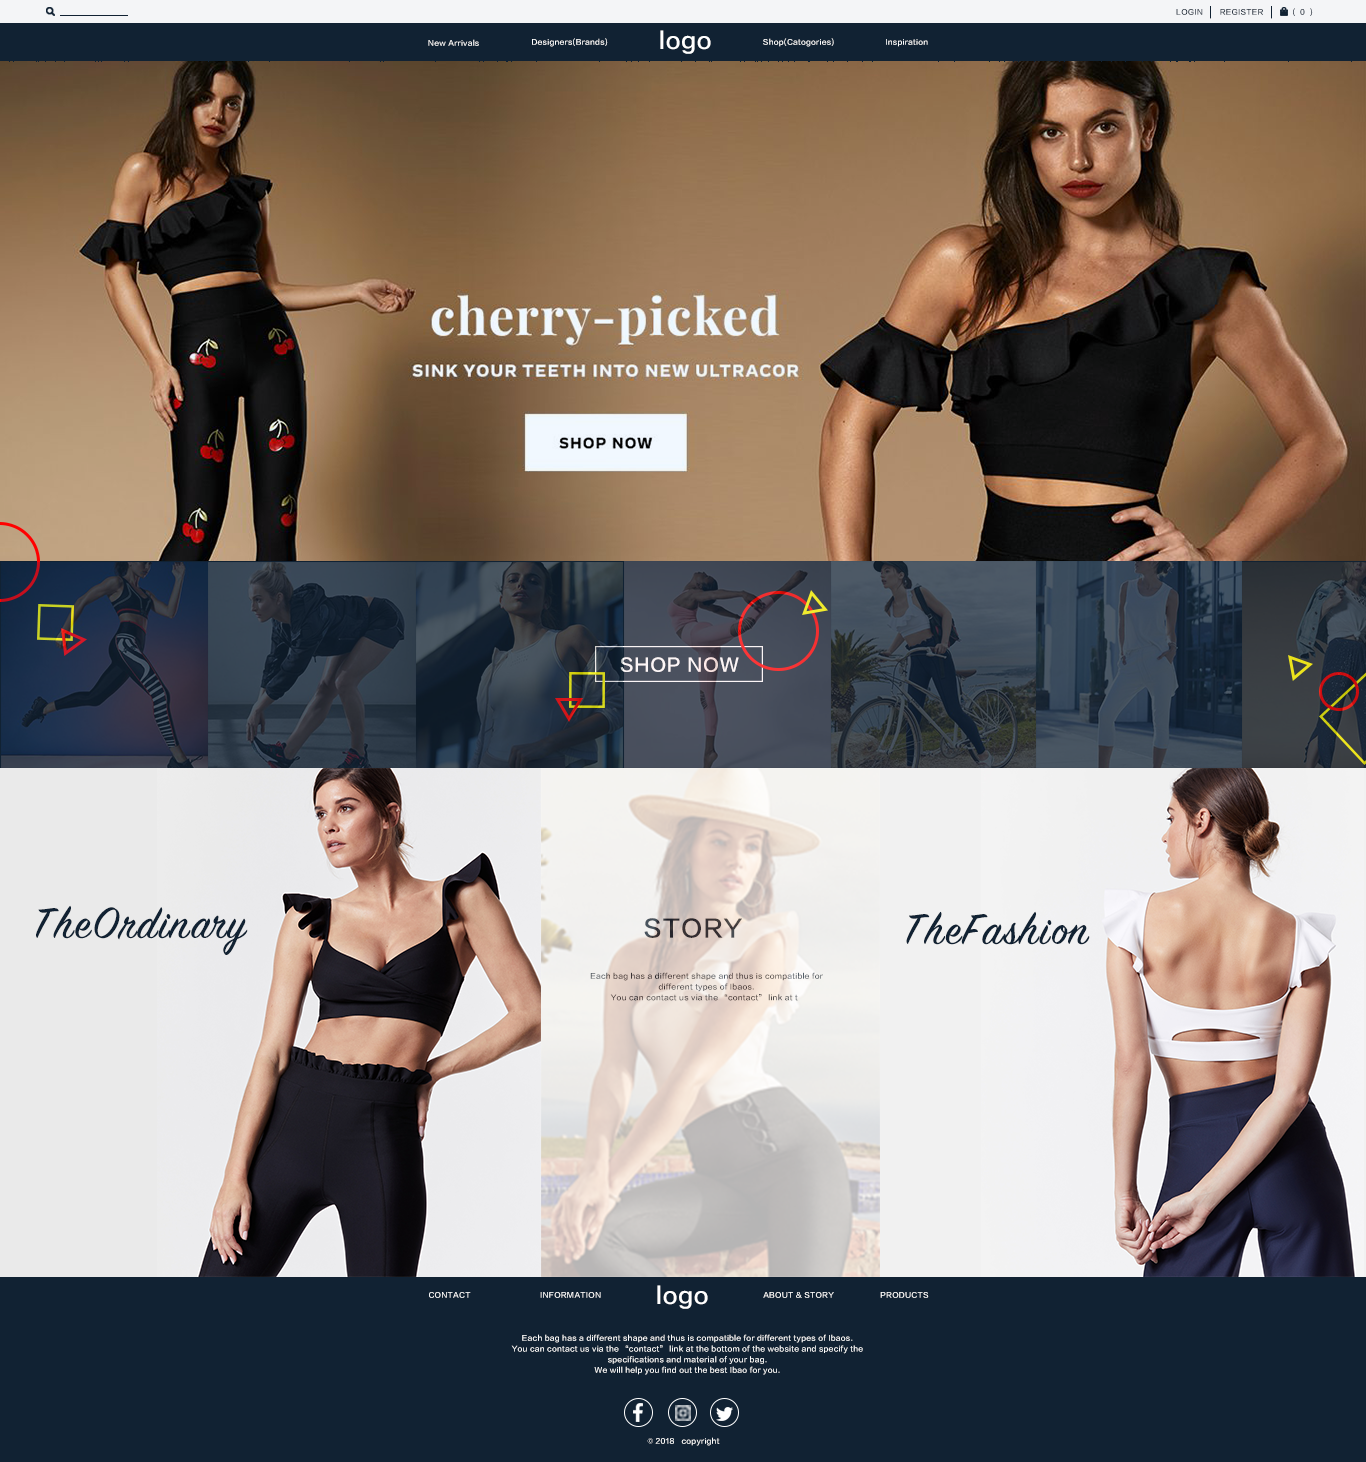 LOGIN
REGISTER
( 0 )
New Arrivals
Designers(Brands)
logo
Shop(Catogories)
Inspiration
cherry-picked
SINK YOUR TEETH INTO NEW ULTRACOR
SHOP NOW
SHOP NOW
TheOrdinary
STORY
Each bag has a different shape and thus is compatible for
different types of Ibaos.
You can contact us via the “contact” link at t
TheFashion
CONTACT
INFORMATION
logo
ABOUT & STORY
PRODUCTS
Each bag has a different shape and thus is compatible for different types of Ibaos.
You can contact us via the “contact” link at the bottom of the website and specify the
specifications and material of your bag.
We will help you find out the best Ibao for you.
© 2018 copyright